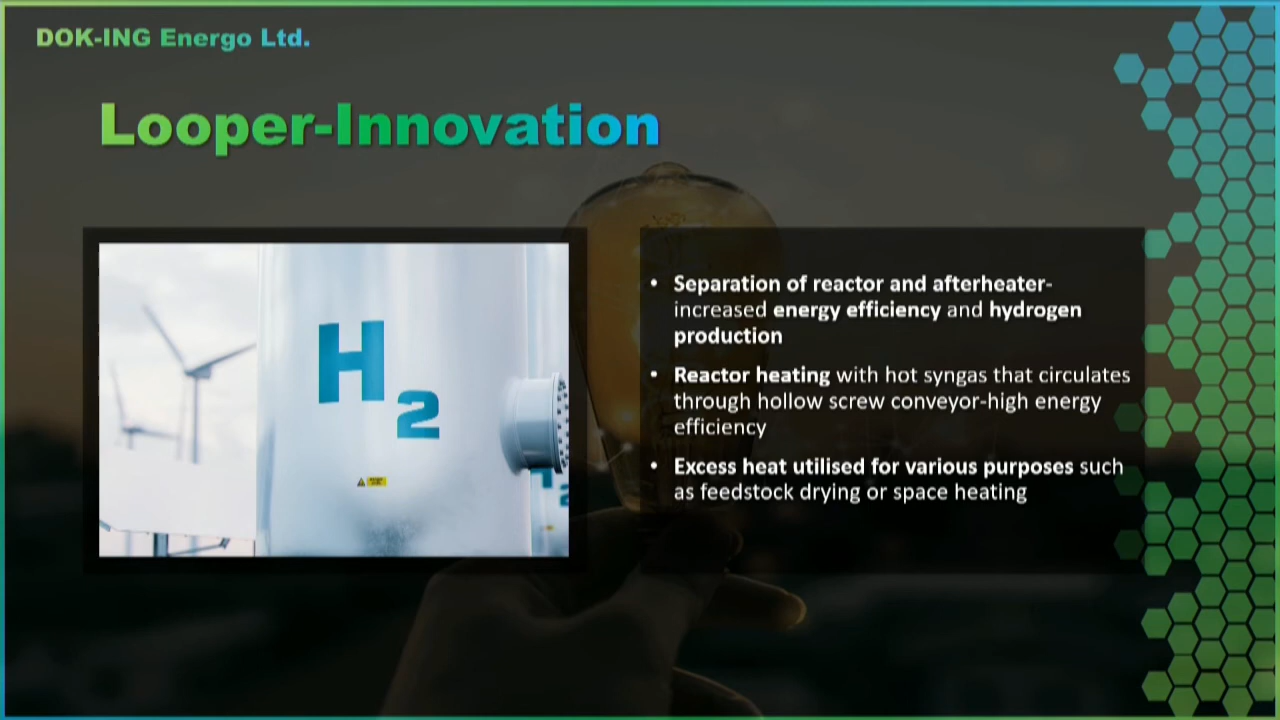 DOK-ING Energo Ltd.
Looper-Innovation
H2
• Separation of reactor and afterheater-
increased energy efficiency and hydrogen
production
• Reactor heating with hot syngas that circulates
through hollow screw conveyor-high energy
efficiency
• Excess heat utilised for various purposes such
as feedstock drying or space heating